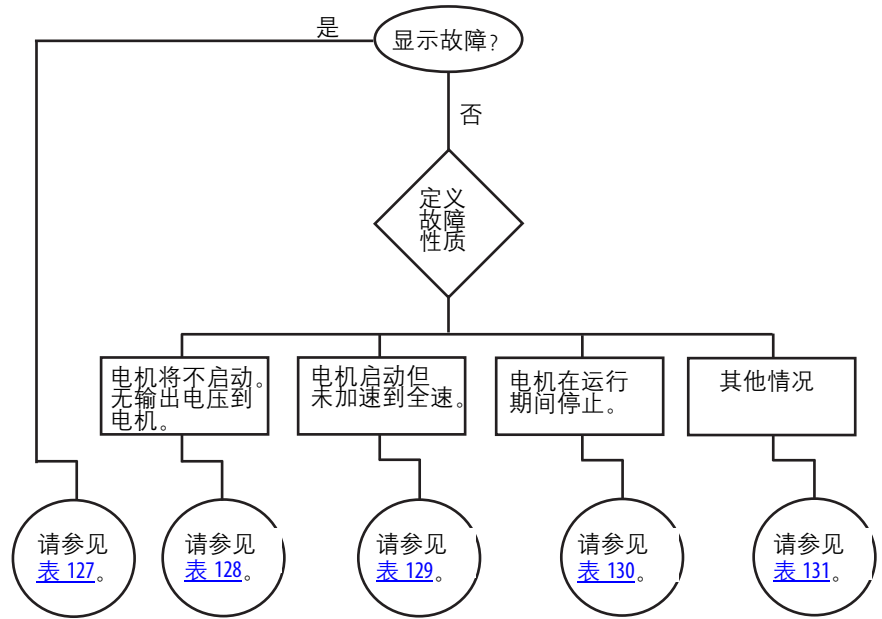 是
显示故障?
否
定义
故障
性质
电机将不启动。
无输出电压到
电机。
电机启动但
未加速到全速。
电机在运行
期间停止。
其他情况
请参见
表 127。
请参见
表 128。
请参见
表 129。
请参见
表 130。
请参见
表 131。